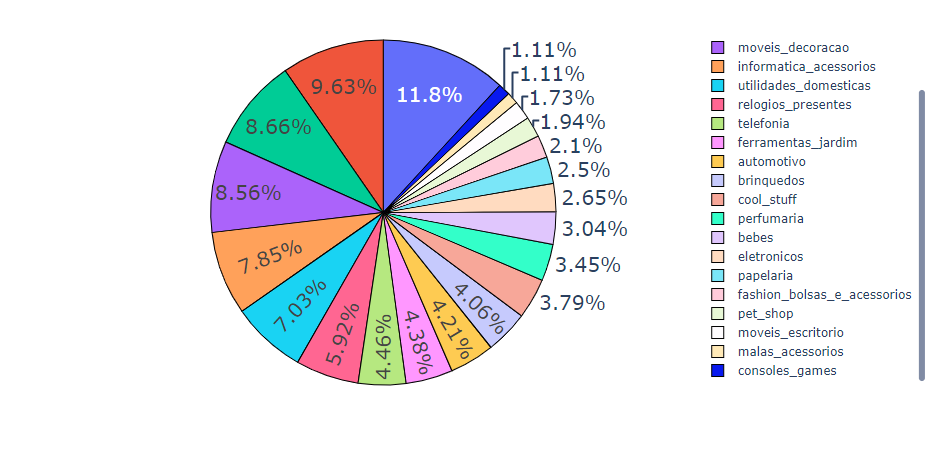 11.8%
9.63%
8.66%
8.56%
7.85%
7.03%
5.92%
4.46%
4.38%
4.21%
4.06%
3.79%
3.45%
3.04%
2.65%
2.5%
2.1%
1.94%
1.73%
1.11%
1.11%
moveis_decoracao
informatica_acessorios
utilidades_domesticas
relogios_presentes
telefonia
ferramentas_jardim
automotivo
brinquedos
cool_stuff
perfumaria
bebes
eletronicos
papelaria
fashion_bolsas_e_acessorios
pet_shop
moveis_escritorio
malas_acessorios
consoles_games